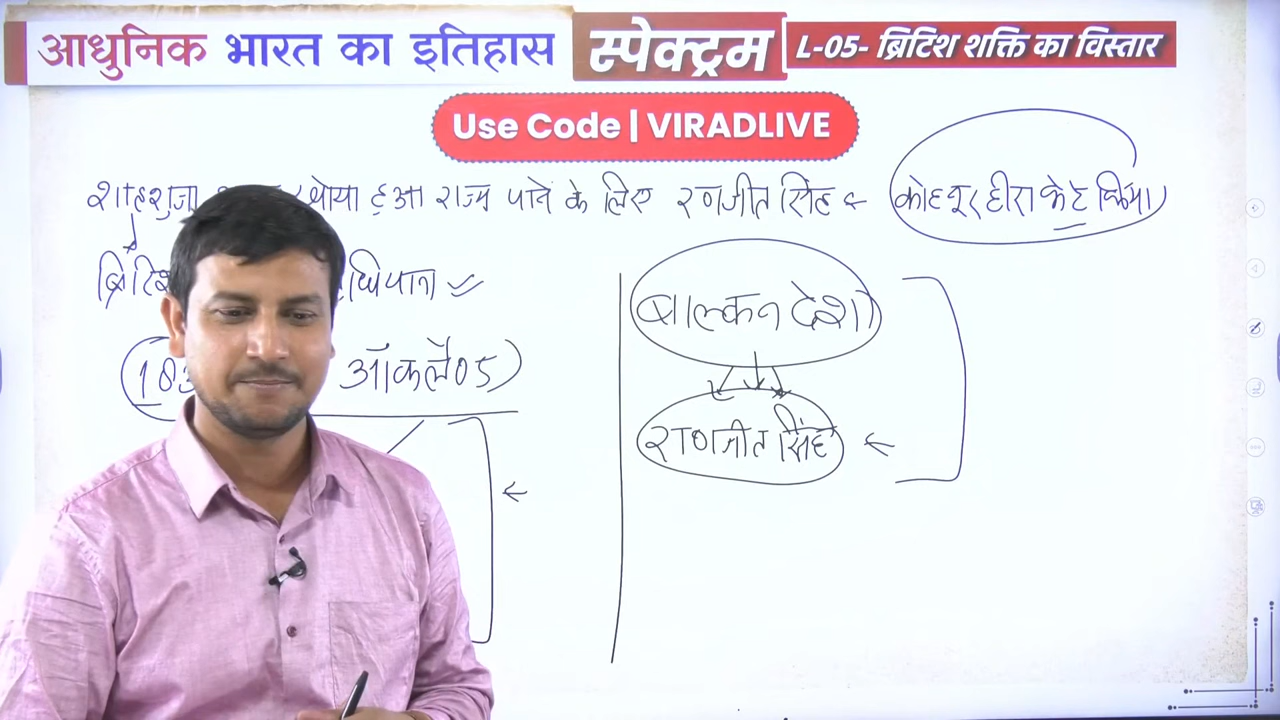 आधुनिक भारत का इतिहास स्पेक्ट्रम L-05- ब्रिटिश शक्ति का विस्तार
Use Code | VIRADLIVE
शाहशुजा खोया हुआ राज्य पाने के लिए रणजीत सिंह कोहनूर हीरा
बाल्कन देश
ऑकलैण्ड
रणजीत सिंह